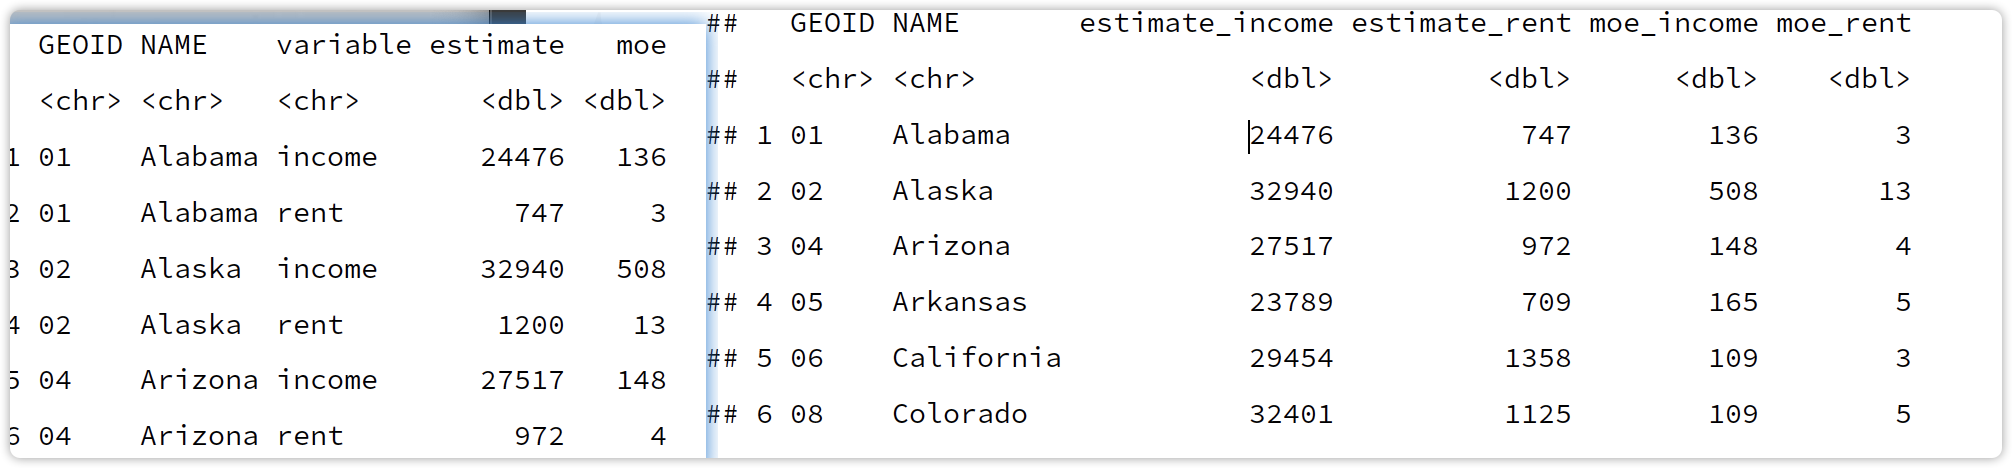 GEOID NAME    variable estimate   moe
<chr> <chr>   <chr>       <dbl> <dbl>
1 01    Alabama income      24476   136
2 01    Alabama rent          747     3
3 02    Alaska  income      32940   508
4 02    Alaska  rent         1200    13
5 04    Arizona income      27517   148
6 04    Arizona rent          972     4
##   GEOID NAME       estimate_income estimate_rent moe_income moe_rent
##   <chr> <chr>                <dbl>         <dbl>      <dbl>    <dbl>
## 1 01    Alabama              24476           747        136        3
## 2 02    Alaska               32940          1200        508       13
## 3 04    Arizona              27517           972        148        4
## 4 05    Arkansas             23789           709        165        5
## 5 06    California           29454          1358        109        3
## 6 08    Colorado             32401          1125        109        5